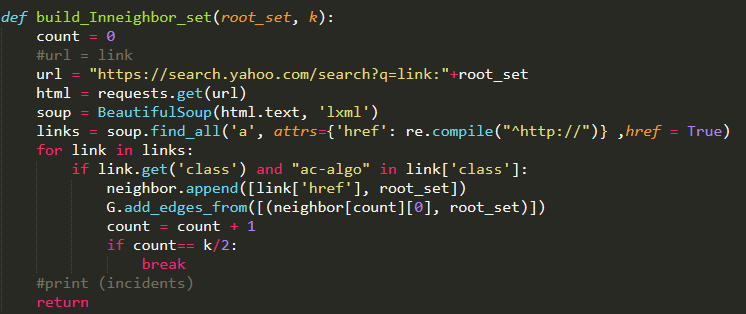 def build_Inneighbor_set(root_set, k):
    count = 0
    #url = link
    url = "https://search.yahoo.com/search?q=link:"+root_set
    html = requests.get(url)
    soup = BeautifulSoup(html.text, 'lxml')
    links = soup.find_all('a', attrs={'href': re.compile("^http://")} ,href = True)
    for link in links:
        if link.get('class') and "ac-algo" in link['class']:
            neighbor.append([link['href'], root_set])
            G.add_edges_from([(neighbor[count][0], root_set)])
            count = count + 1
            if count== k/2:
                break
    #print (incidents)
    return